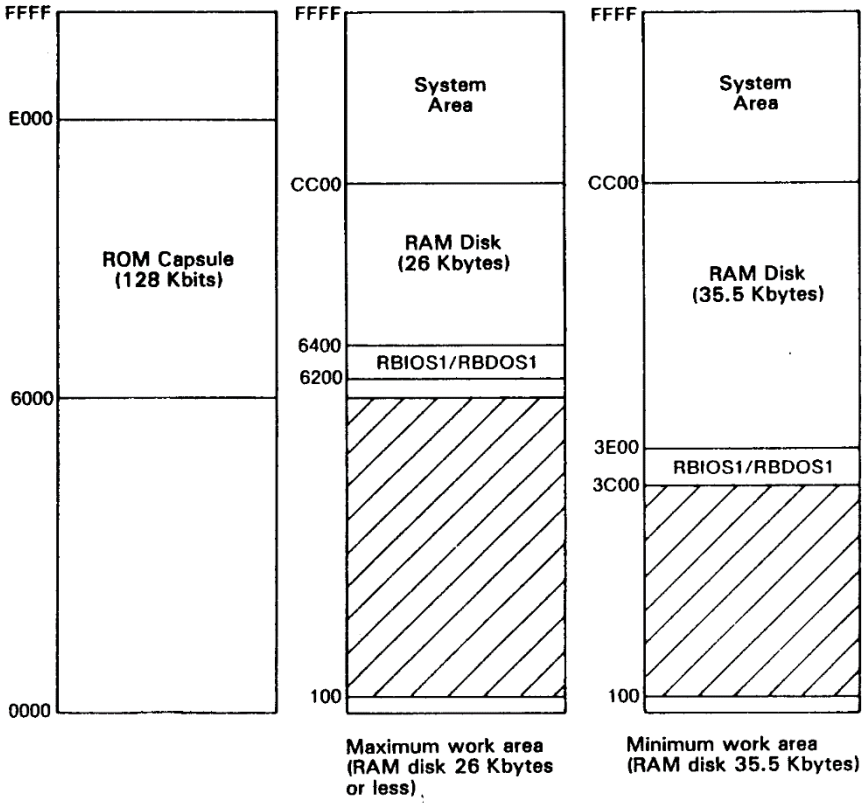 FFFF
E000
ROM Capsule
(128 Kbits)
6000
0000
FFFF
System
Area
CC00
RAM Disk
(26 Kbytes)
6400
RBIOS1/RBDOS1
6200
100
Maximum work area
(RAM disk 26 Kbytes
or less)
FFFF
System
Area
CC00
RAM Disk
(35.5 Kbytes)
3E00
RBIOS1/RBDOS1
3C00
100
Minimum work area
(RAM disk 35.5 Kbytes)